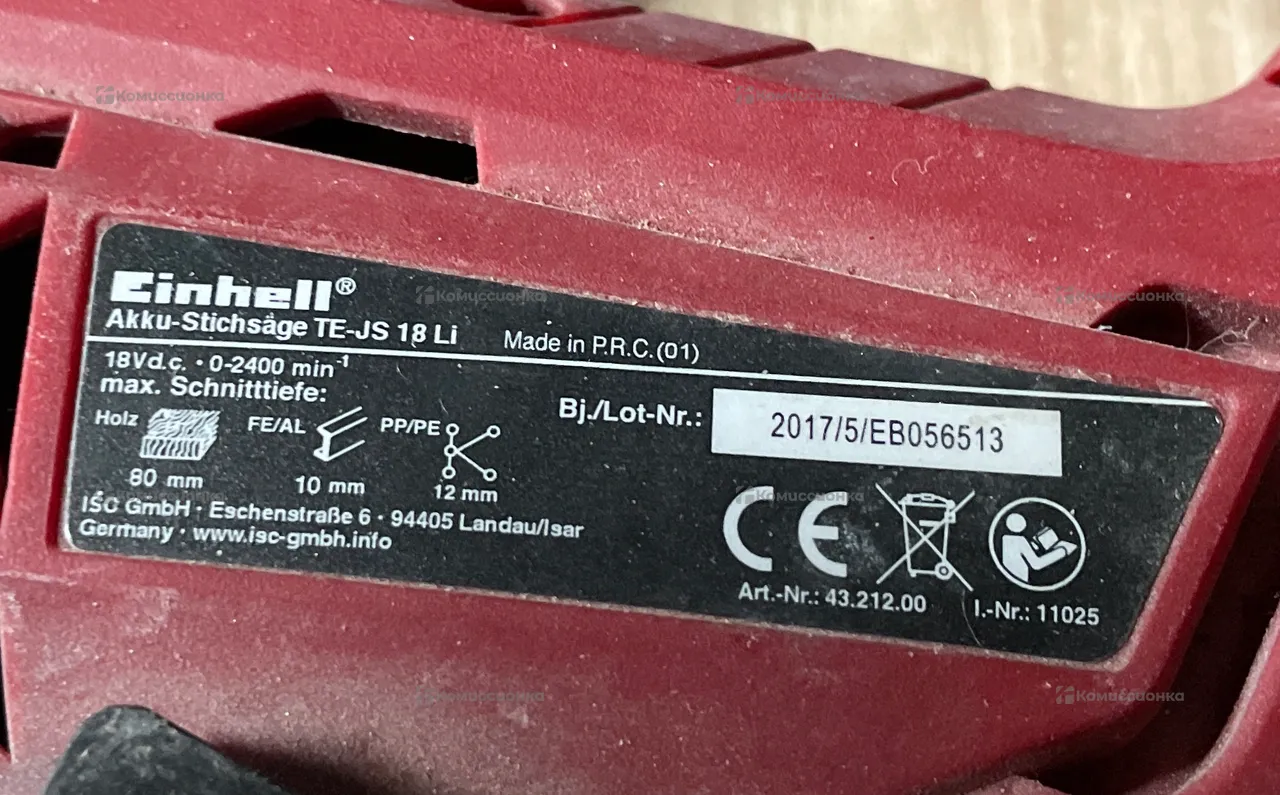 Einhell®
Akku-Stichsäge TE-JS 18 Li Made in P.R.C.(01)
18Vd.c. · 0-2400 min⁻¹
max. Schnitttiefe:
Holz FE/AL PP/PE
80 mm 10 mm 12 mm
ISC GmbH · Eschenstraße 6 · 94405 Landau/Isar
Germany · www.isc-gmbh.info
Bj./Lot-Nr.: 2017/5/EB056513
CE
Art.-Nr.: 43.212.00 I.-Nr.: 11025
Комиссионка
Комиссионка
Комиссионка
Комиссионка
Комиссионка
Комиссионка
Комиссионка
Комиссионка